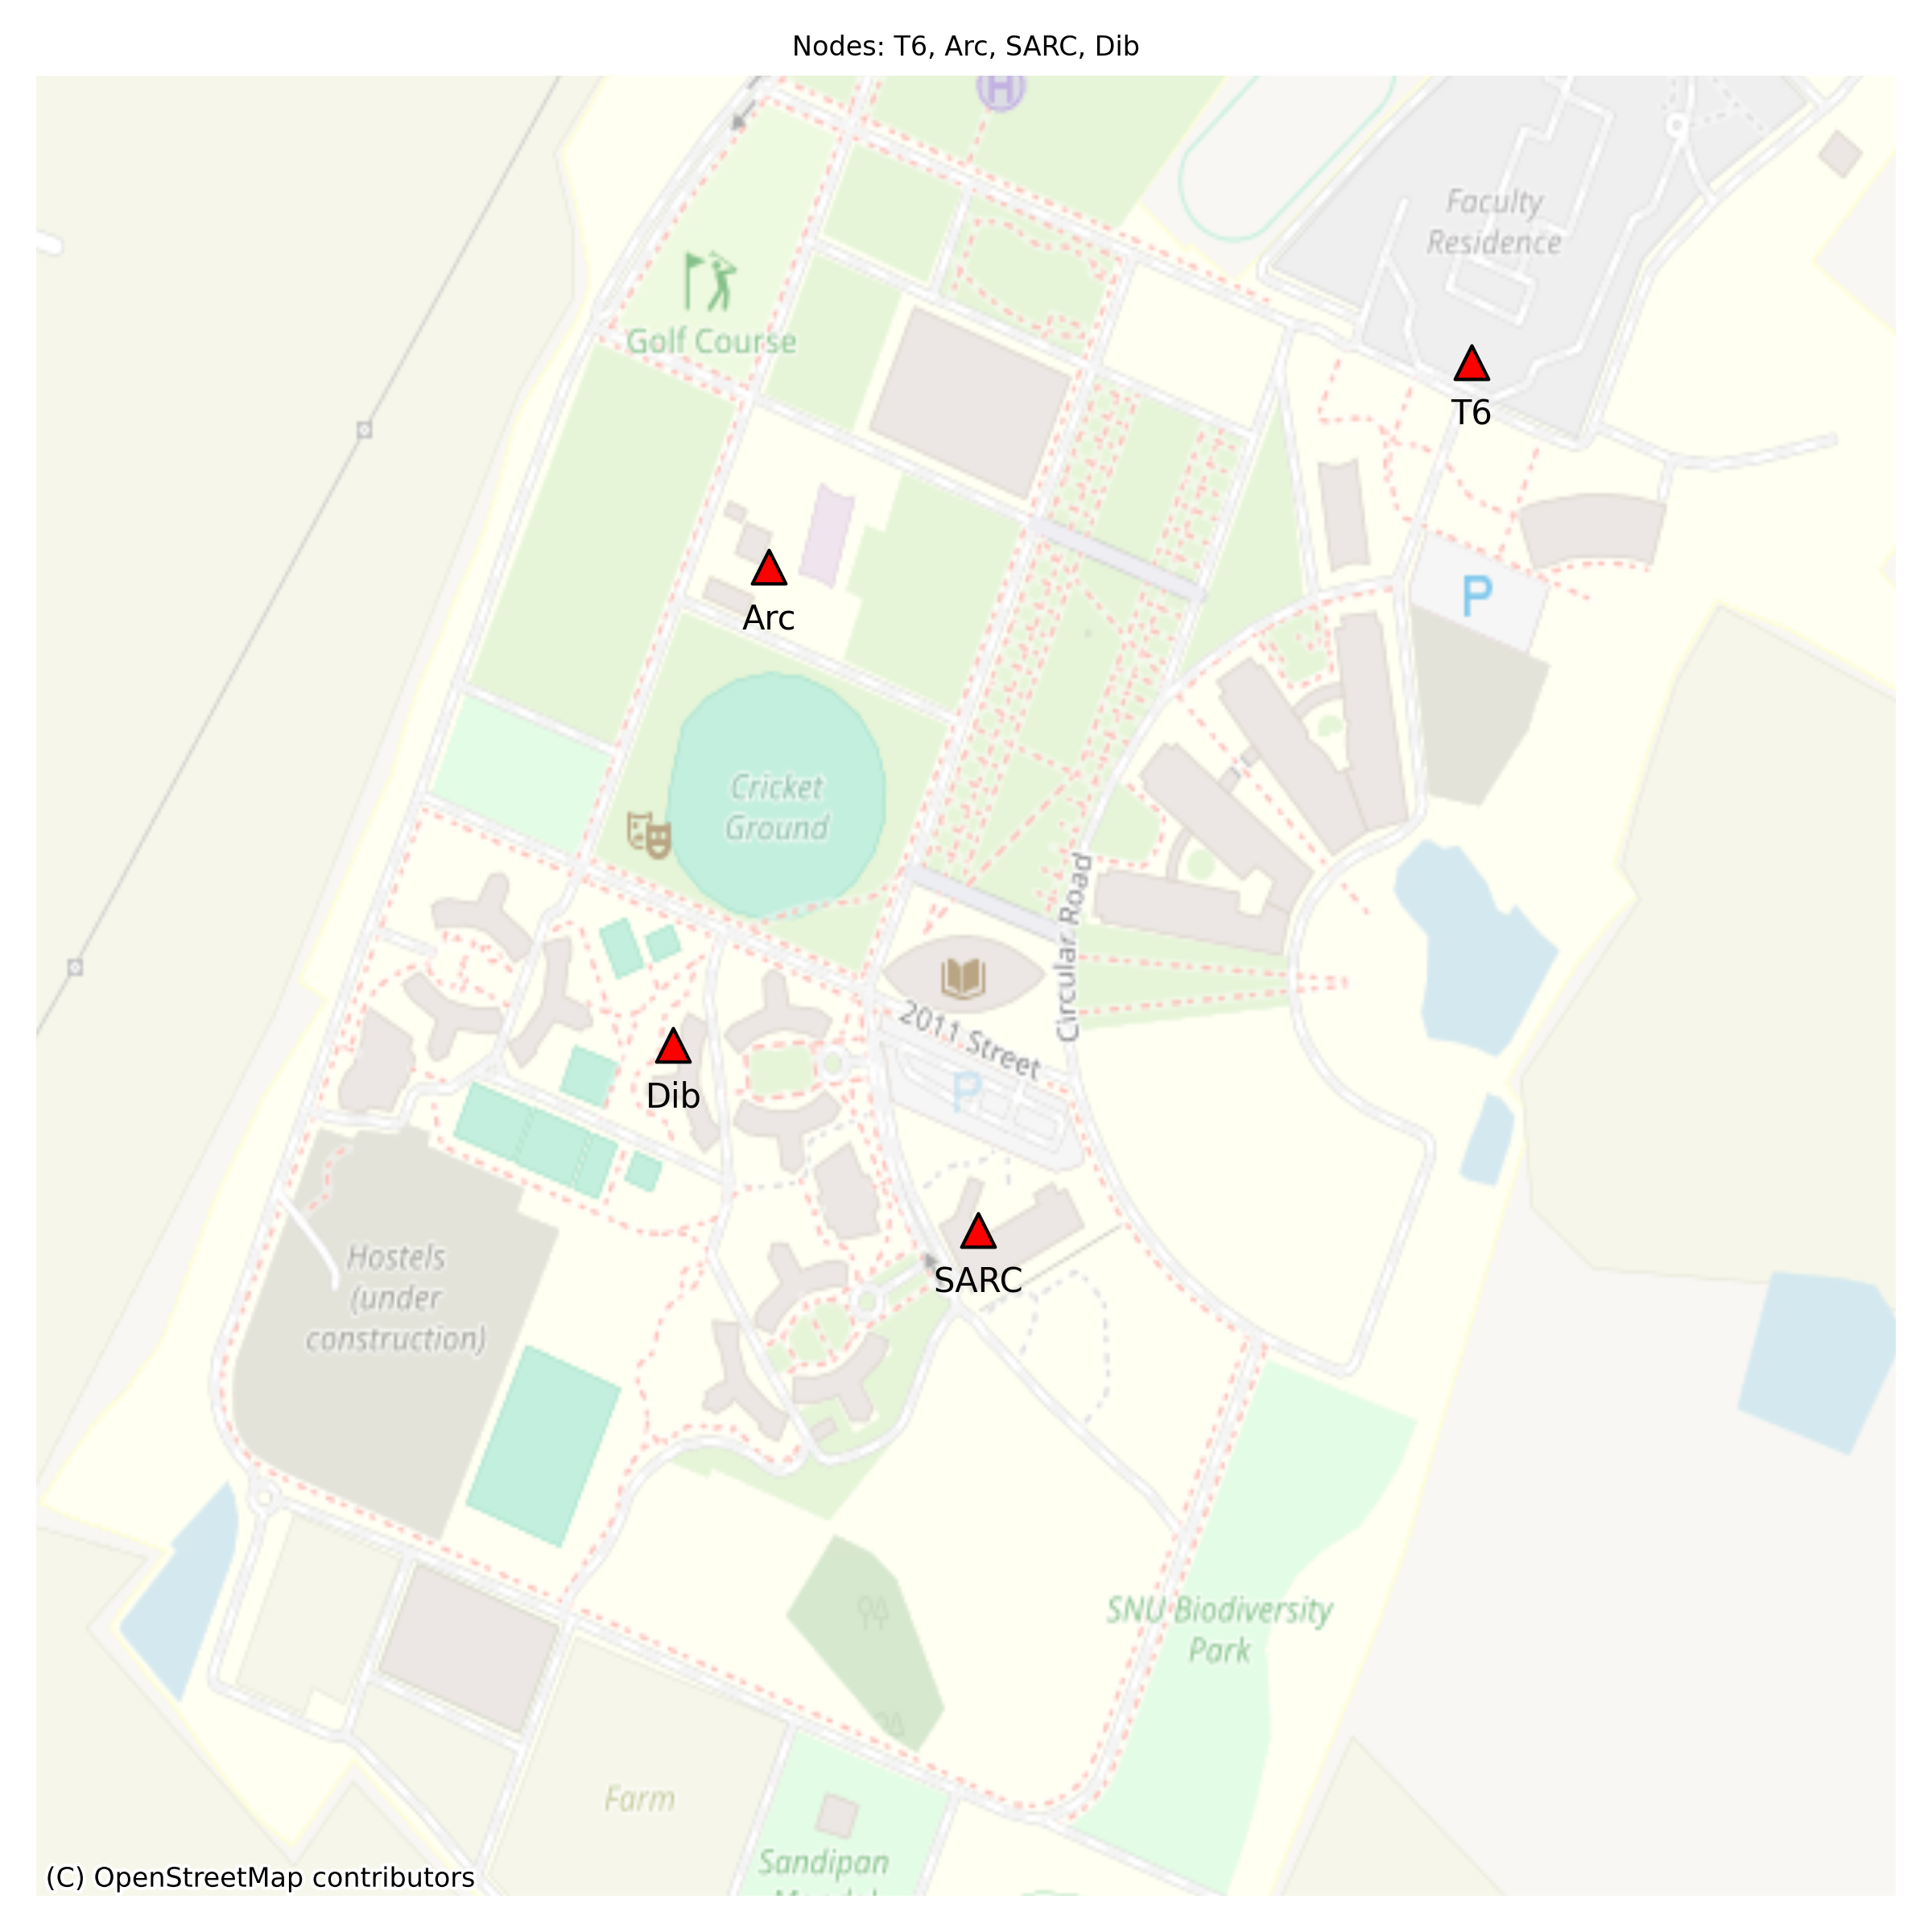 Nodes: T6, Arc, SARC, Dib
H
Faculty
Residence
Golf Course
T6
P
Arc
Cricket
Ground
Circular Road
2011 Street
P
Dib
SARC
Hostels
(under
construction)
SNU Biodiversity
Park
Farm
Sandipan
(C) OpenStreetMap contributors